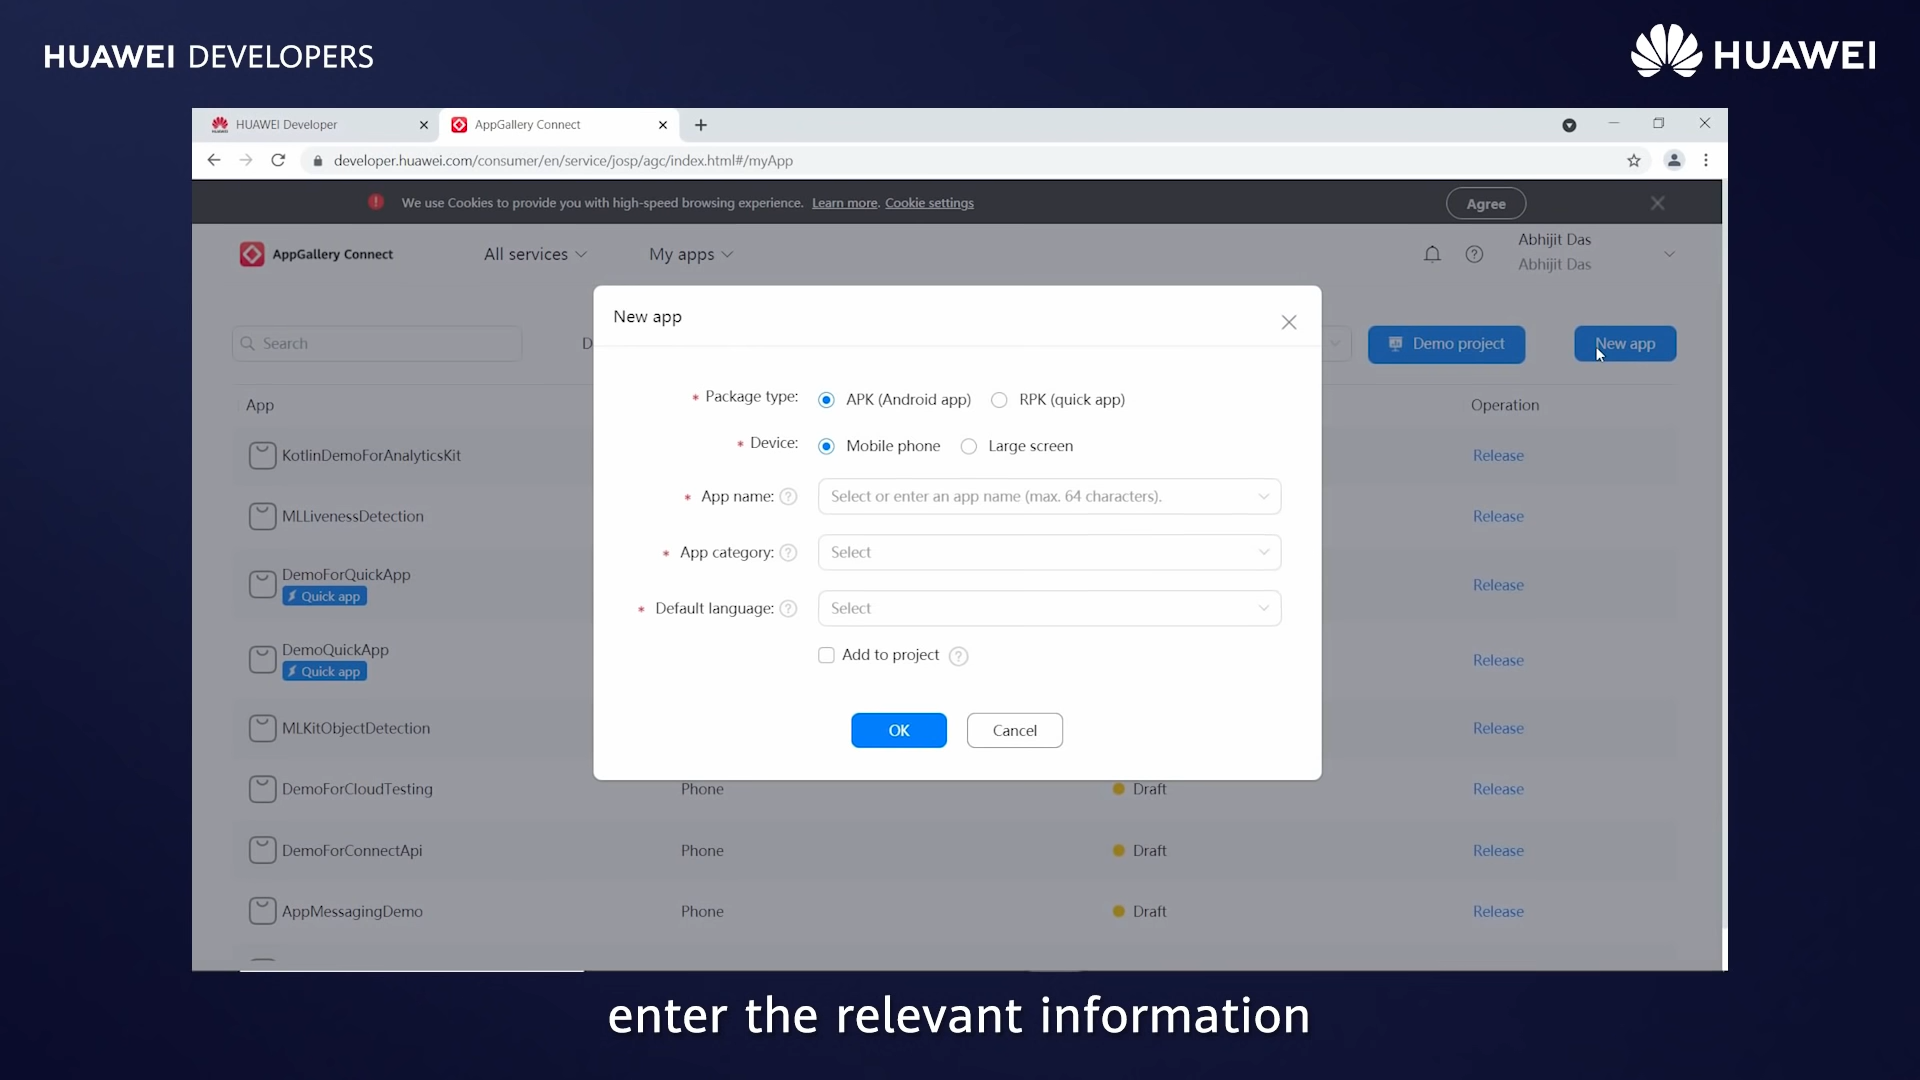 HUAWEI DEVELOPERS
HUAWEI
HUAWEI Developer
AppGallery Connect
developer.huawei.com/consumer/en/service/josp/agc/index.html#/myApp
We use Cookies to provide you with high-speed browsing experience. Learn more. Cookie settings
Agree
AppGallery Connect
All services
My apps
Abhijit Das
Abhijit Das
Search
D
Demo project
New app
New app
* Package type: APK (Android app) RPK (quick app)
* Device: Mobile phone Large screen
* App name: Select or enter an app name (max. 64 characters).
* App category: Select
* Default language: Select
Add to project
OK
Cancel
App
Operation
KotlinDemoForAnalyticsKit
Release
MLLivenessDetection
Release
DemoForQuickApp
Quick app
Release
DemoQuickApp
Quick app
Release
MLKitObjectDetection
Release
DemoForCloudTesting Phone Draft Release
DemoForConnectApi Phone Draft Release
AppMessagingDemo Phone Draft Release
enter the relevant information